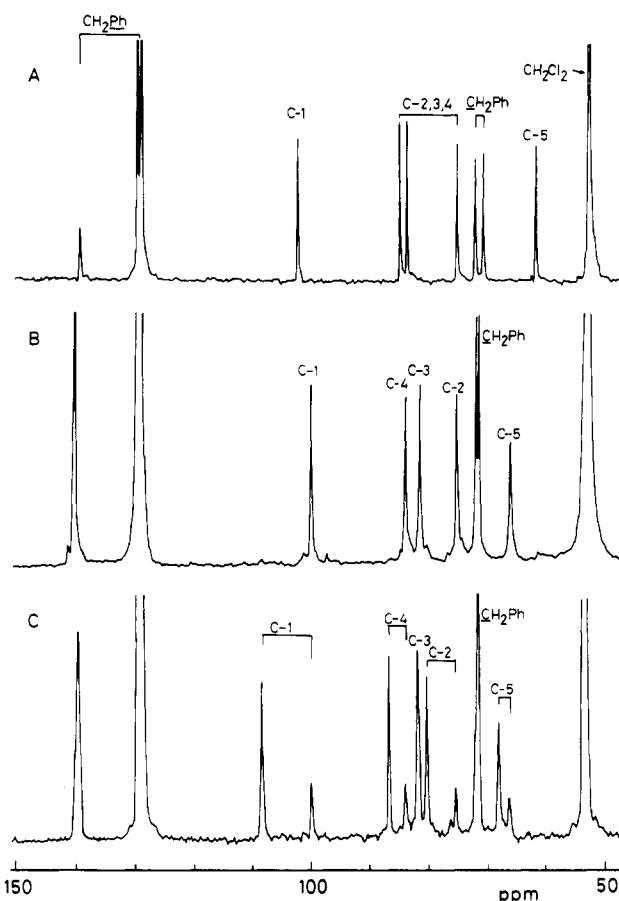 CH2Ph
A
CH2Cl2
C-1
C-2,3,4
CH2Ph
C-5
B
CH2Ph
C-1
C-4
C-3
C-2
C-5
C
CH2Ph
C-1
C-4
C-3
C-2
C-5
150
100
ppm
50